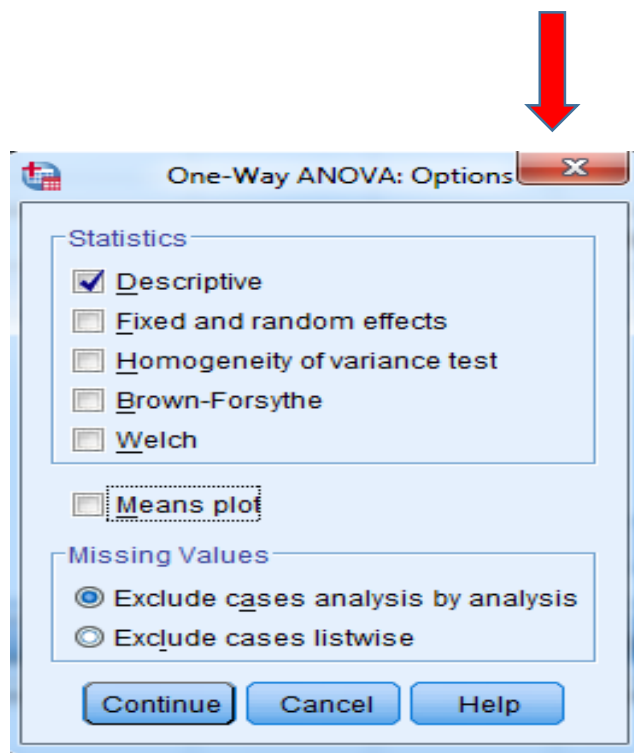 One-Way ANOVA: Options
Statistics
Descriptive
Fixed and random effects
Homogeneity of variance test
Brown-Forsythe
Welch
Means plot
Missing Values
Exclude cases analysis by analysis
Exclude cases listwise
Continue Cancel Help